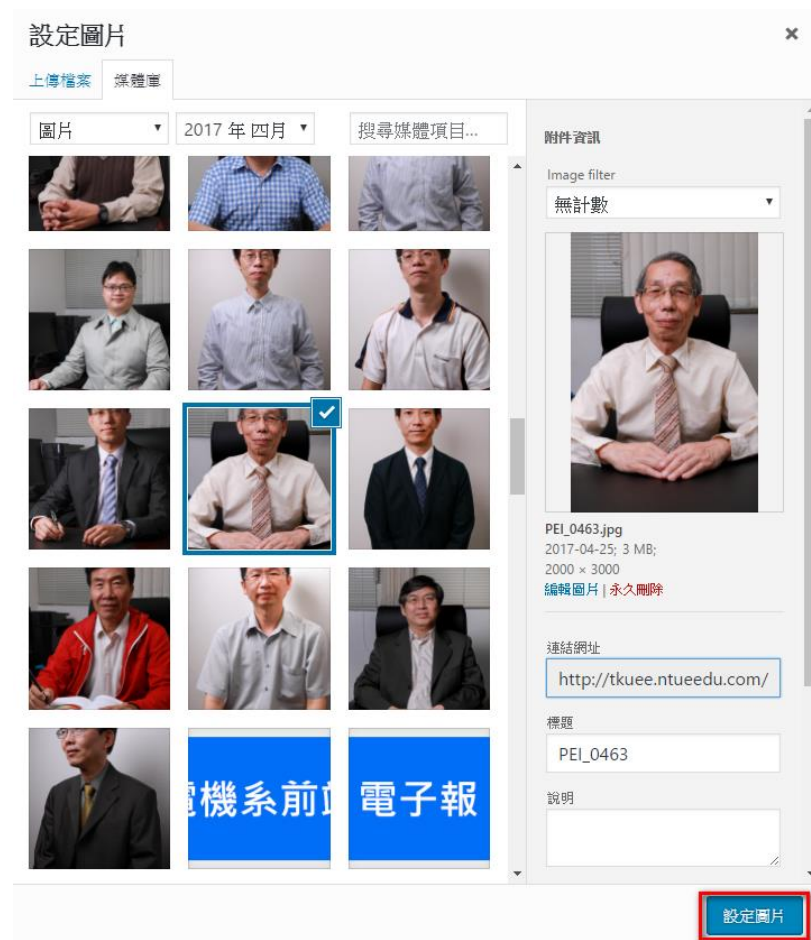 設定圖片
×
上傳檔案
媒體庫
圖片
2017 年 四月
搜尋媒體項目...
附件資訊
Image filter
無計數
PEI_0463.jpg
2017-04-25; 3 MB;
2000 × 3000
編輯圖片 | 永久刪除
連結網址
http://tkuee.ntueedu.com/
標題
PEI_0463
說明
機系前
電子報
設定圖片